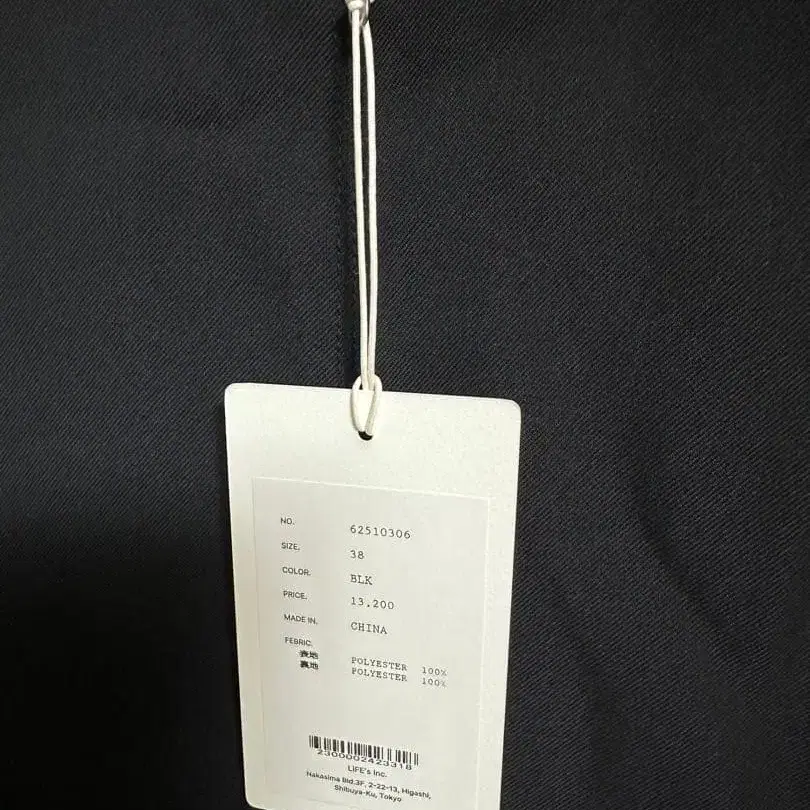 NO. 62510306
SIZE. 38
COLOR. BLK
PRICE. 13,200
MADE IN. CHINA
FEBRIC.
表地 POLYESTER 100%
裏地 POLYESTER 100%
2300002423318
LIFE's Inc.
Nakasima Bld.3F, 2-22-13, Higashi,
Shibuya-Ku, Tokyo